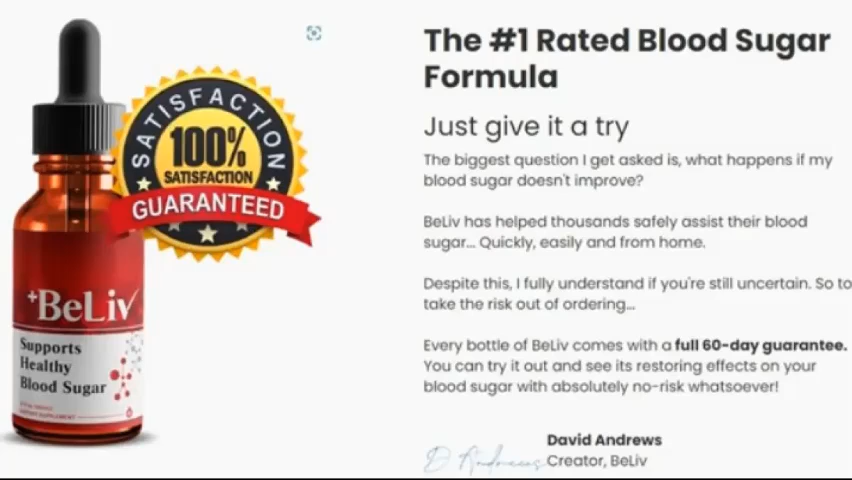 SATISFACTION
100%
SATISFACTION
GUARANTEED
+BeLiv
Supports
Healthy
Blood Sugar
The #1 Rated Blood Sugar
Formula
Just give it a try
The biggest question I get asked is, what happens if my
blood sugar doesn't improve?
BeLiv has helped thousands safely assist their blood
sugar... Quickly, easily and from home.
Despite this, I fully understand if you're still uncertain. So to
take the risk out of ordering...
Every bottle of BeLiv comes with a full 60-day guarantee.
You can try it out and see its restoring effects on your
blood sugar with absolutely no-risk whatsoever!
David Andrews
D Andrews Creator, BeLiv